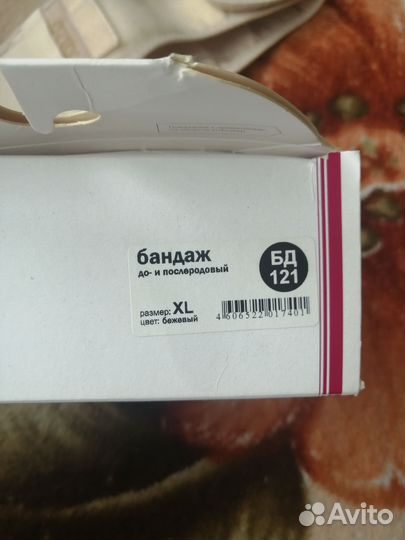 бандаж
до- и послеродовый
БД
121
размер: XL
цвет: бежевый
4606522017401
Avito